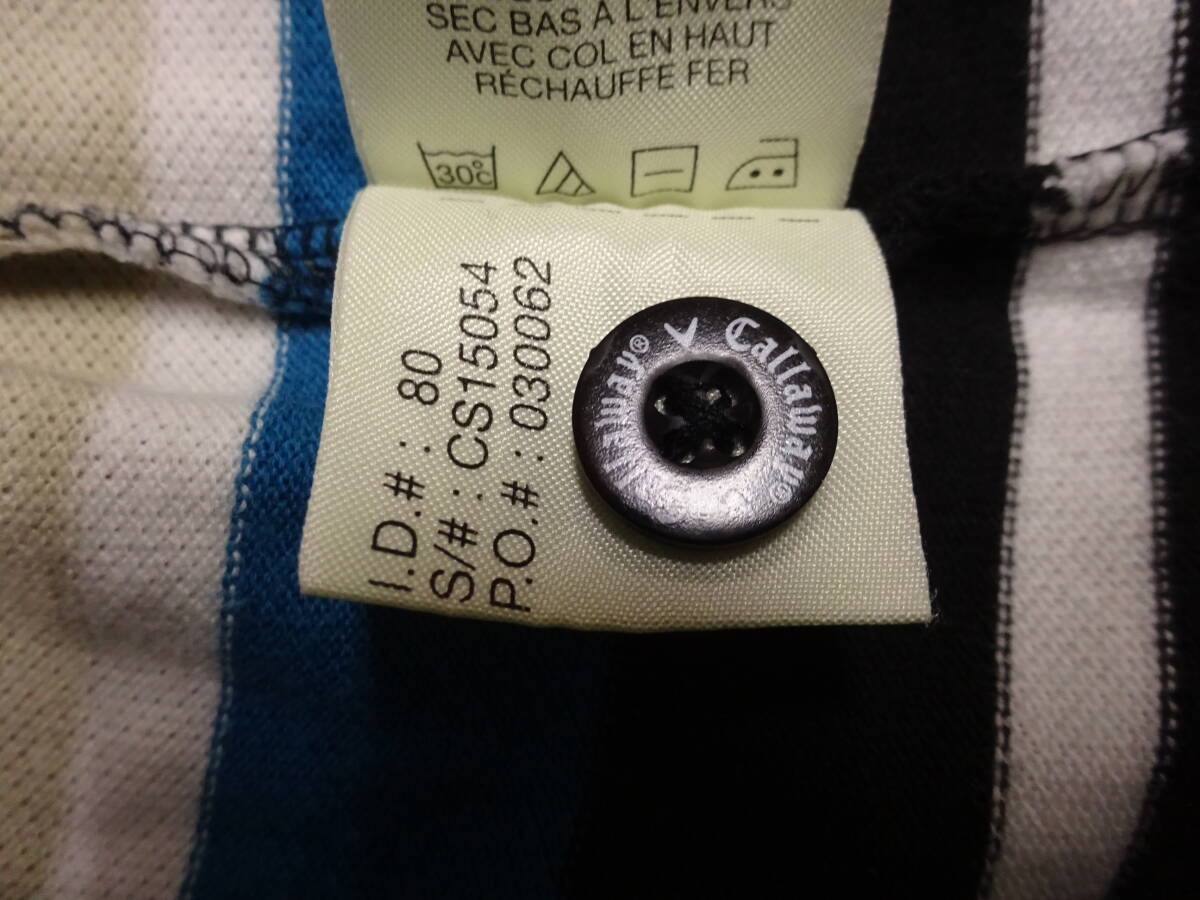 SEC BAS À L'ENVERS
AVEC COL EN HAUT
RÉCHAUFFE FER
30°C
I.D.# : 80
S/# : CS15054
P.O.# : 030062
Callaway®